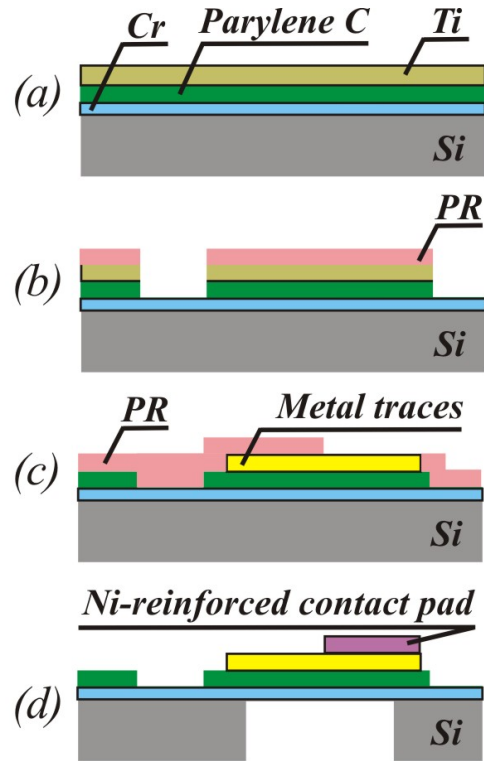 Cr Parylene C Ti
(a)
Si
PR
(b)
Si
PR Metal traces
(c)
Si
Ni-reinforced contact pad
(d)
Si